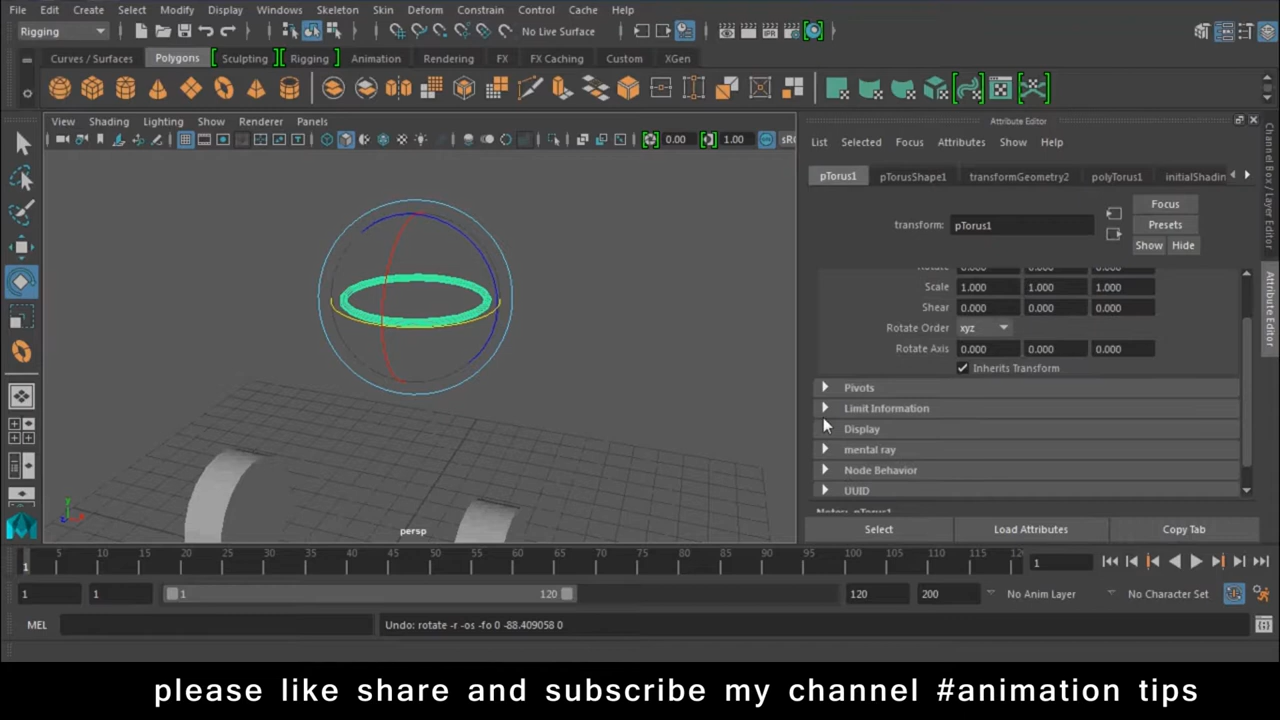 File Edit Create Select Modify Display Windows Skeleton Skin Deform Constrain Control Cache Help
Rigging No Live Surface
Curves / Surfaces Polygons Sculpting Rigging Animation Rendering FX FX Caching Custom XGen
View Shading Lighting Show Renderer Panels
0.00 1.00
Attribute Editor
List Selected Focus Attributes Show Help
pTorus1 pTorusShape1 transformGeometry2 polyTorus1 initialShadin
Focus
transform: pTorus1 Presets
Show Hide
Scale 1.000 1.000 1.000
Shear 0.000 0.000 0.000
Rotate Order xyz
Rotate Axis 0.000 0.000 0.000
Inherits Transform
Pivots
Limit Information
Display
mental ray
Node Behavior
UUID
Select Load Attributes Copy Tab
Channel Box / Layer Editor
Attribute Editor
y
z
x
persp
5 10 15 20 25 30 35 40 45 50 55 60 65 70 75 80 85 90 95 100 105 110 115 12
1 1
1 1 1 120 120 200 No Anim Layer No Character Set
MEL Undo: rotate -r -os -fo 0 -88.409058 0
please like share and subscribe my channel #animation tips